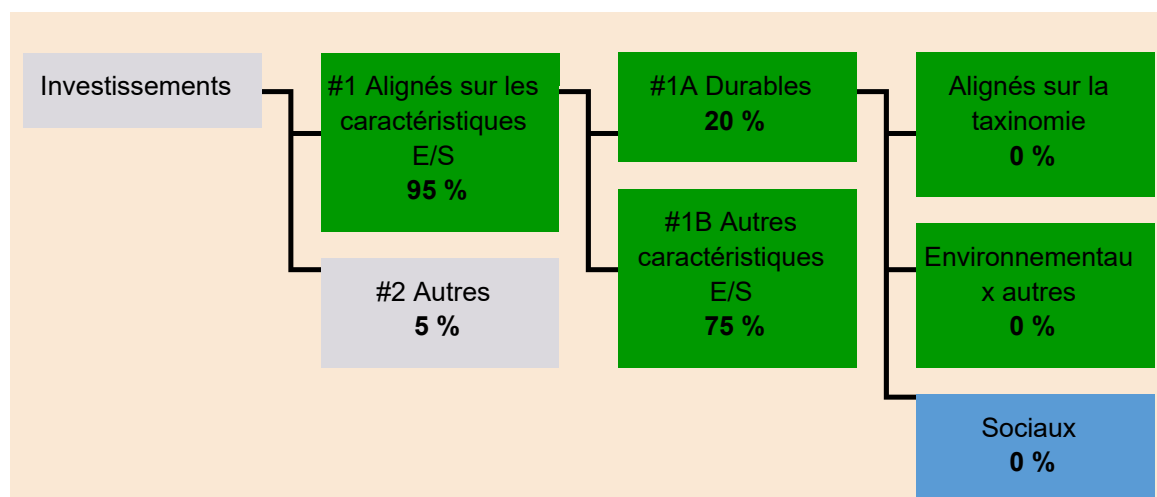 Investissements
#1 Alignés sur les
caractéristiques
E/S
95 %
#2 Autres
5 %
#1A Durables
20 %
#1B Autres
caractéristiques
E/S
75 %
Alignés sur la
taxinomie
0 %
Environnementau
x autres
0 %
Sociaux
0 %